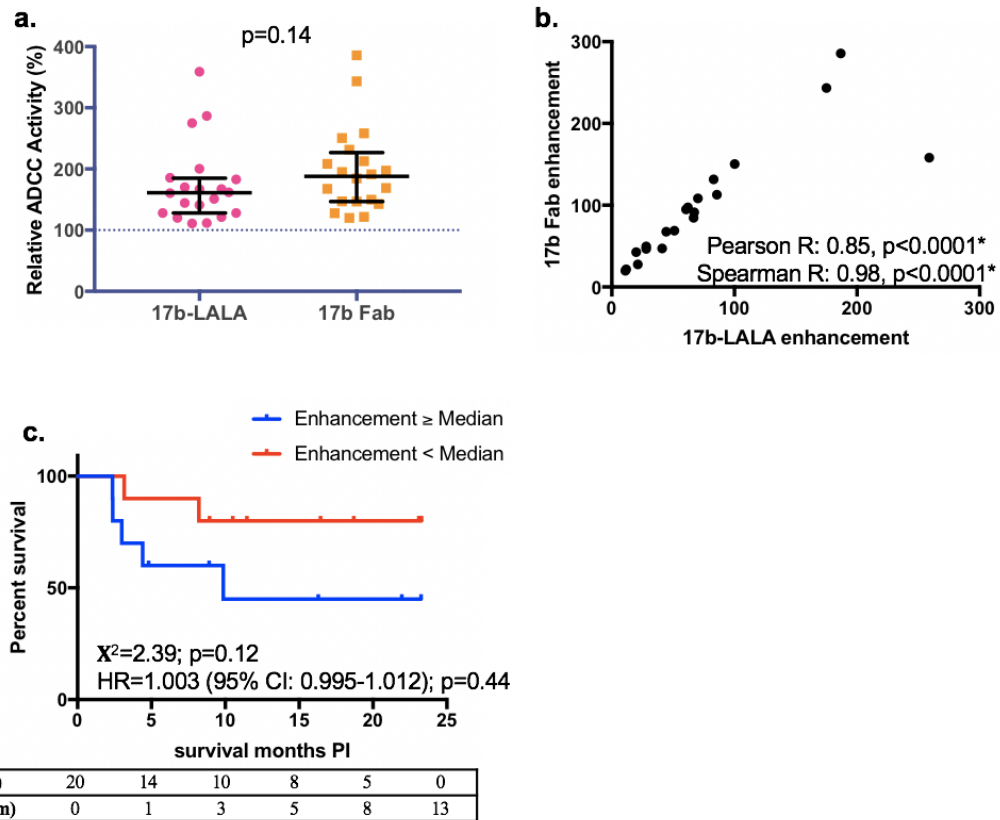 a.
p=0.14
Relative ADCC Activity (%)
400
300
200
100
0
17b-LALA
17b Fab
b.
17b Fab enhancement
300
200
100
0
Pearson R: 0.85, p<0.0001*
Spearman R: 0.98, p<0.0001*
0
100
200
300
17b-LALA enhancement
c.
Enhancement ≥ Median
Enhancement < Median
Percent survival
100
50
0
X²=2.39; p=0.12
HR=1.003 (95% CI: 0.995-1.012); p=0.44
0 5 10 15 20 25
survival months PI
) 20 14 10 8 5 0
m) 0 1 3 5 8 13